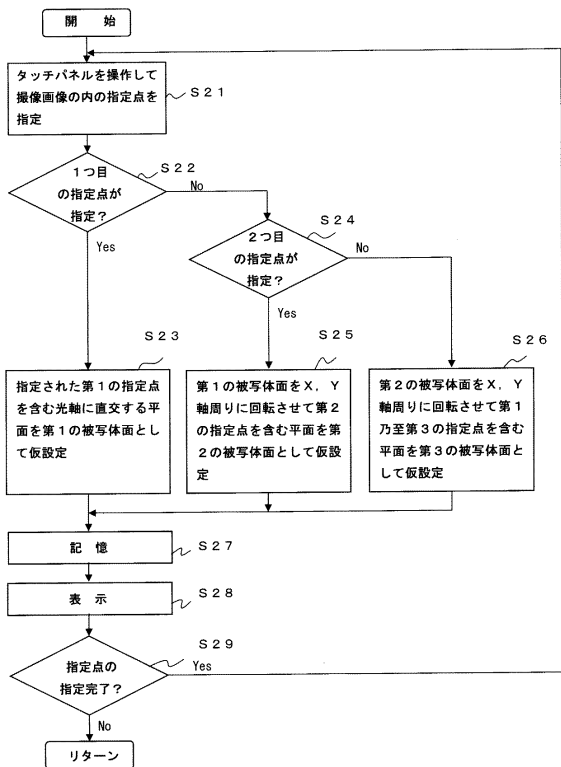 開　始
タッチパネルを操作して
撮像画像の内の指定点を
指定
S21
1つ目
の指定点が
指定？
S22
No
Yes
2つ目
の指定点が
指定？
S24
No
Yes
S23
指定された第1の指定点
を含む光軸に直交する平
面を第1の被写体面とし
て仮設定
S25
第1の被写体面をX，Y
軸周りに回転させて第2
の指定点を含む平面を第
2の被写体面として仮設
定
S26
第2の被写体面をX，Y
軸周りに回転させて第1
乃至第3の指定点を含む
平面を第3の被写体面と
して仮設定
記憶
S27
表　示
S28
指定点の
指定完了？
S29
Yes
No
リターン